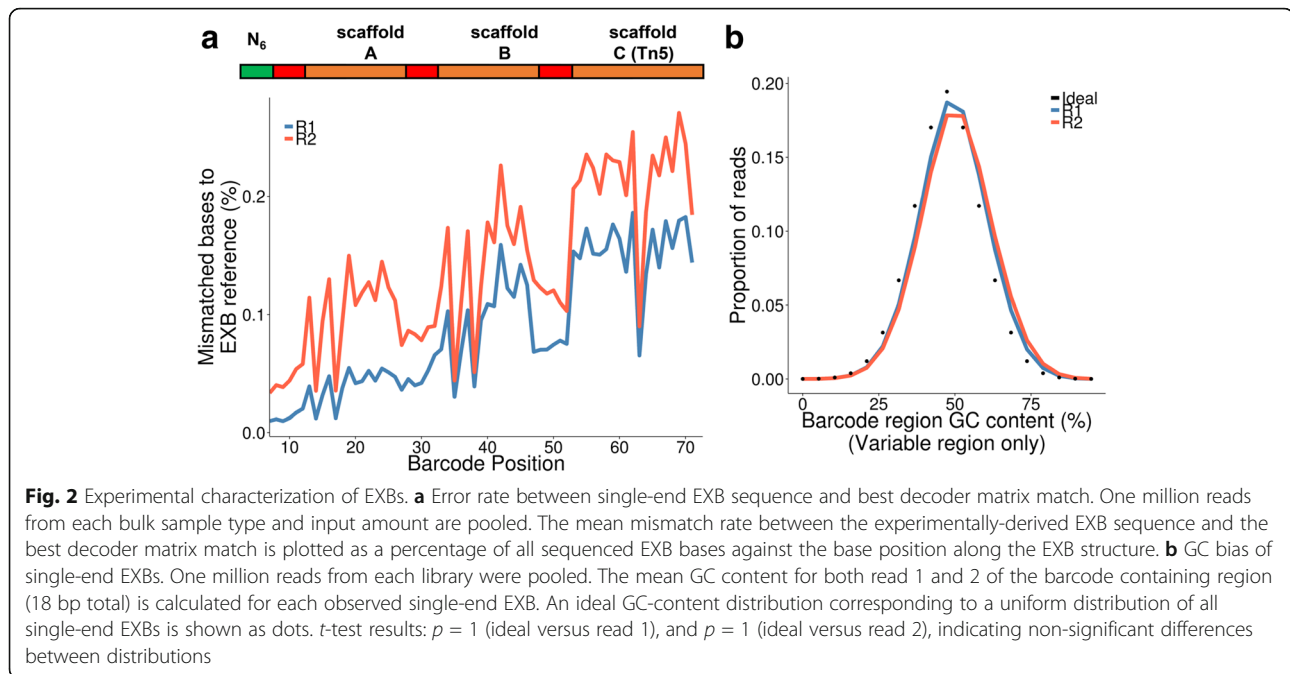 a
N6
scaffold
A
scaffold
B
scaffold
C (Tn5)
R1
R2
Mismatched bases to
EXB reference (%)
0.2
0.1
0.0
10 20 30 40 50 60 70
Barcode Position
b
Ideal
R1
R2
Proportion of reads
0.20
0.15
0.10
0.05
0.00
0 25 50 75
Barcode region GC content (%)
(Variable region only)
Fig. 2 Experimental characterization of EXBs. a Error rate between single-end EXB sequence and best decoder matrix match. One million reads
from each bulk sample type and input amount are pooled. The mean mismatch rate between the experimentally-derived EXB sequence and the
best decoder matrix match is plotted as a percentage of all sequenced EXB bases against the base position along the EXB structure. b GC bias of
single-end EXBs. One million reads from each library were pooled. The mean GC content for both read 1 and 2 of the barcode containing region
(18 bp total) is calculated for each observed single-end EXB. An ideal GC-content distribution corresponding to a uniform distribution of all
single-end EXBs is shown as dots. t-test results: p = 1 (ideal versus read 1), and p = 1 (ideal versus read 2), indicating non-significant differences
between distributions